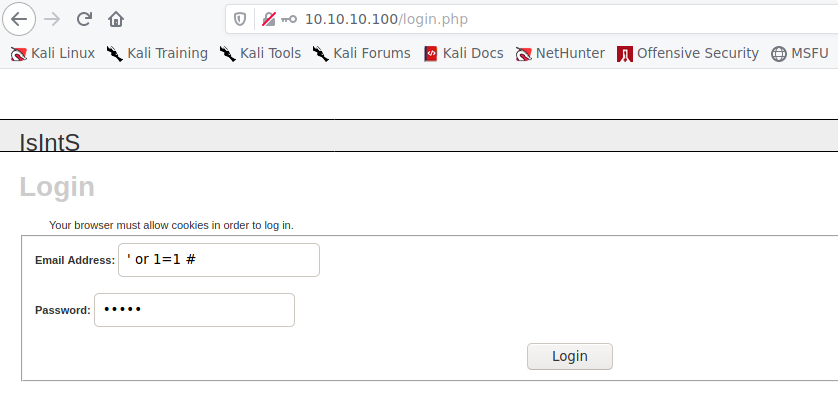 10.10.10.100/login.php
Kali Linux Kali Training Kali Tools Kali Forums Kali Docs NetHunter Offensive Security MSFU
IsIntS
Login
Your browser must allow cookies in order to log in.
Email Address: ' or 1=1 #
Password: •••••
Login